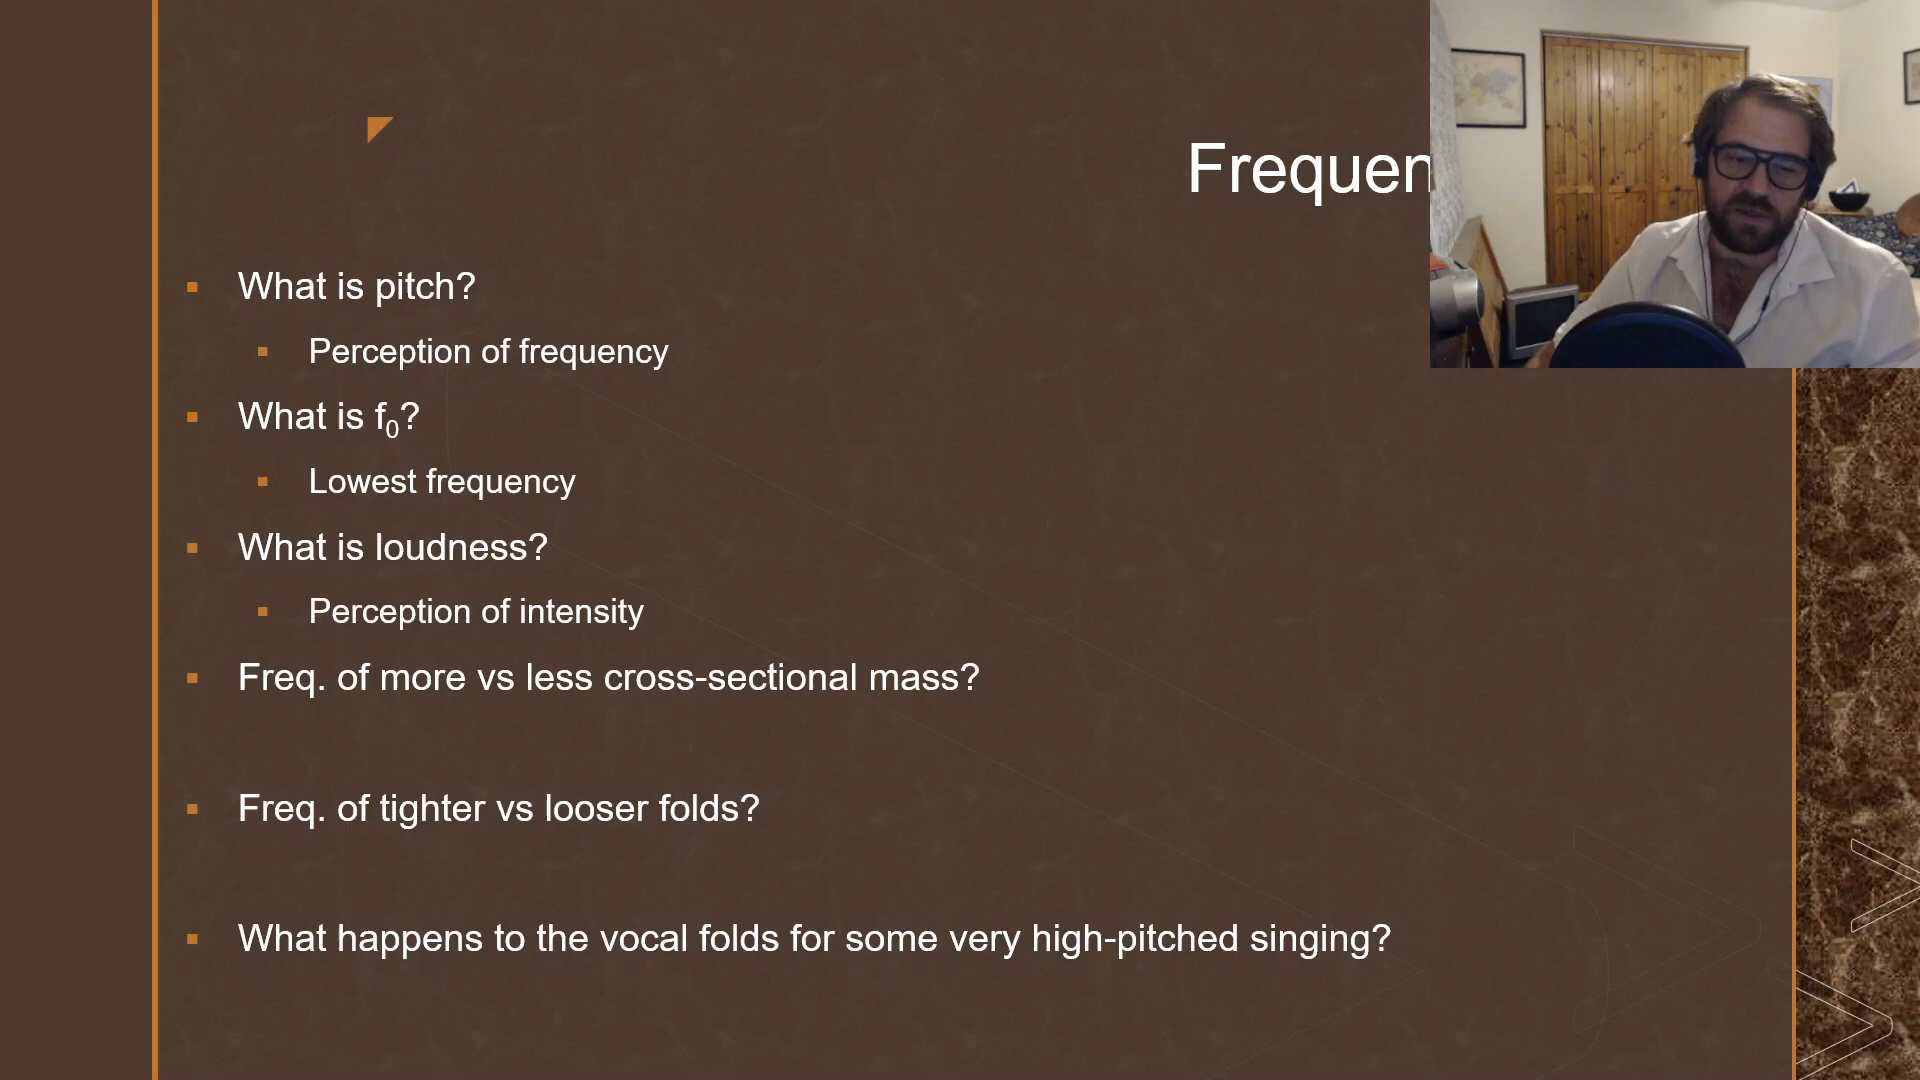 Frequen
What is pitch?
Perception of frequency
What is f₀?
Lowest frequency
What is loudness?
Perception of intensity
Freq. of more vs less cross-sectional mass?
Freq. of tighter vs looser folds?
What happens to the vocal folds for some very high-pitched singing?